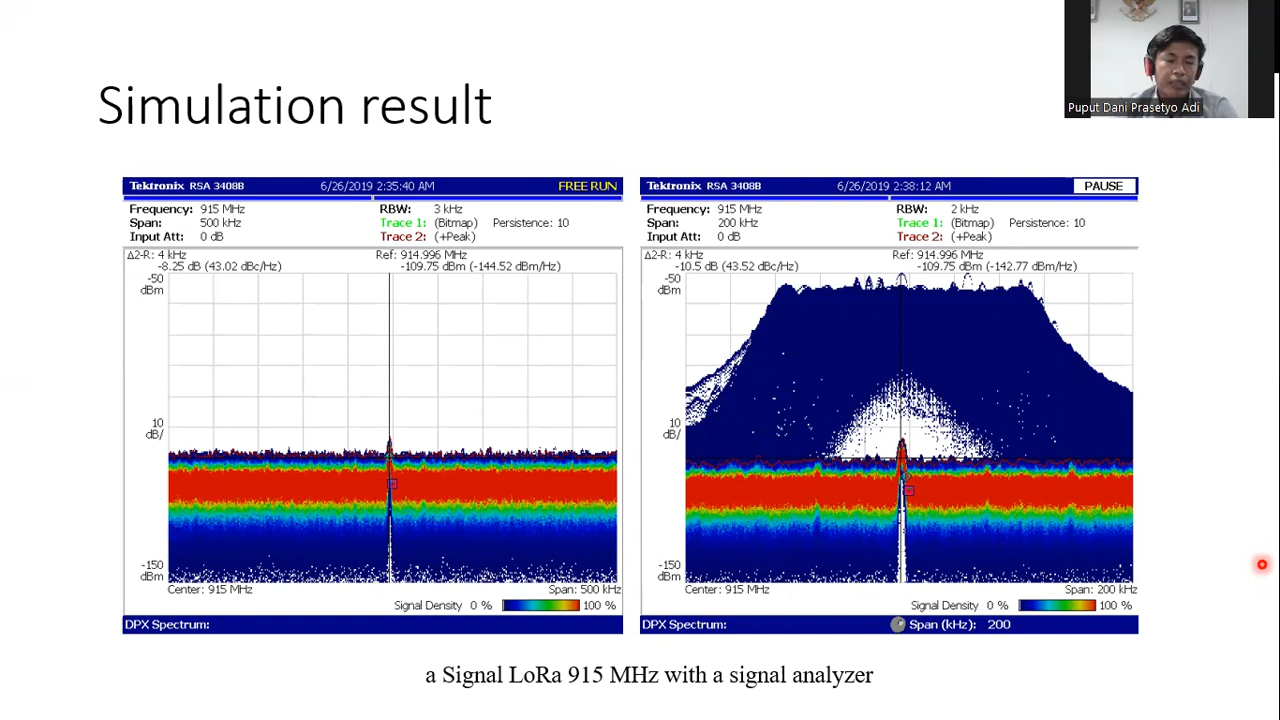 Puput Dani Prasetyo Adi
Simulation result
Tektronix RSA 3408B 6/26/2019 2:35:40 AM FREE RUN
Frequency: 915 MHz RBW: 3 kHz
Span: 500 kHz Trace 1: (Bitmap) Persistence: 10
Input Att: 0 dB Trace 2: (+Peak)
Δ2-R: 4 kHz Ref: 914.996 MHz
-8.25 dB (43.02 dBc/Hz) -109.75 dBm (-144.52 dBm/Hz)
-50
dBm
10
dB/
-150
dBm
Center: 915 MHz Span: 500 kHz
Signal Density 0 % 100 %
DPX Spectrum:
Tektronix RSA 3408B 6/26/2019 2:38:12 AM PAUSE
Frequency: 915 MHz RBW: 2 kHz
Span: 200 kHz Trace 1: (Bitmap) Persistence: 10
Input Att: 0 dB Trace 2: (+Peak)
Δ2-R: 4 kHz Ref: 914.996 MHz
-10.5 dB (43.52 dBc/Hz) -109.75 dBm (-142.77 dBm/Hz)
-50
dBm
10
dB/
-150
dBm
Center: 915 MHz Span: 200 kHz
Signal Density 0 % 100 %
DPX Spectrum: Span (kHz): 200
a Signal LoRa 915 MHz with a signal analyzer